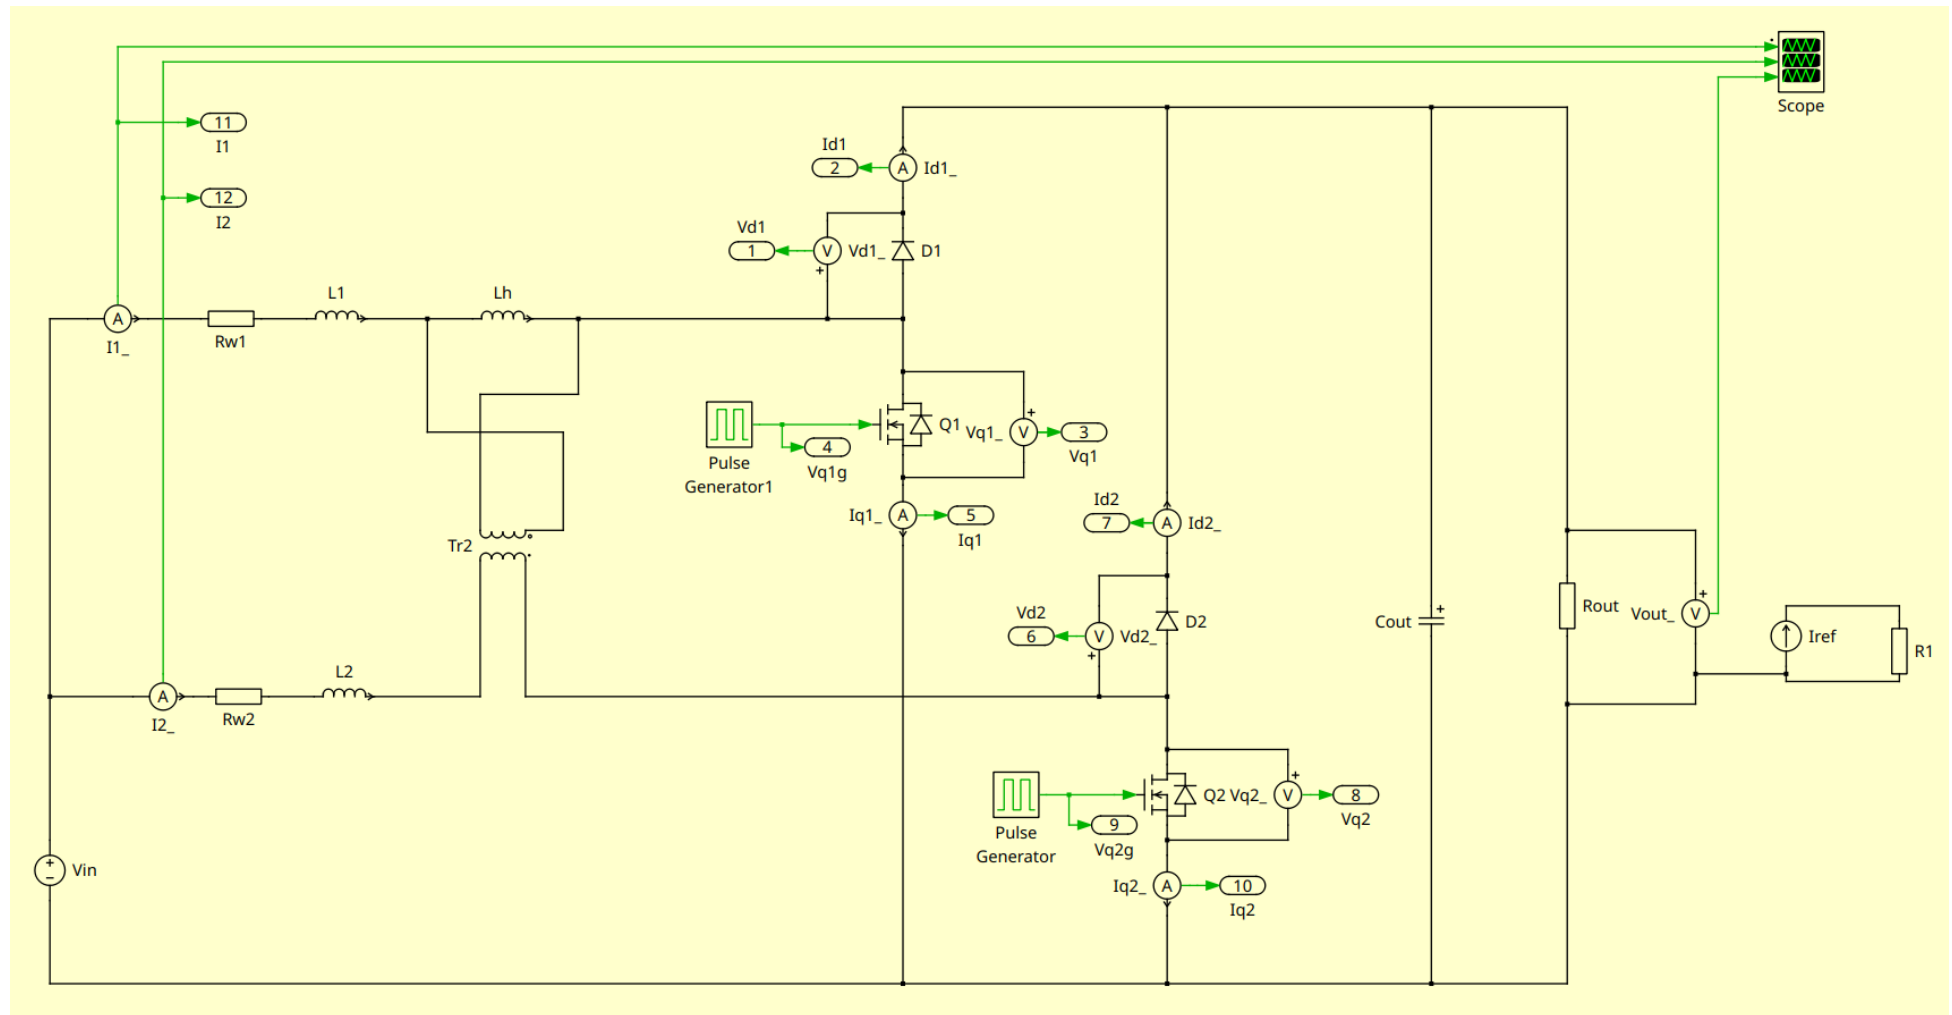 Scope
11
I1
12
I2
Id1
2
A
Id1_
Vd1
1
V
Vd1_
D1
L1
Lh
A
I1_
Rw1
Pulse
Generator1
4
Vq1g
Q1
Vq1_
V
3
Vq1
Iq1_
A
5
Iq1
Tr2
Id2
7
A
Id2_
Vd2
6
V
Vd2_
D2
Cout
Rout
Vout_
V
Iref
R1
L2
A
I2_
Rw2
Pulse
Generator
9
Vq2g
Q2
Vq2_
V
8
Vq2
Iq2_
A
10
Iq2
Vin